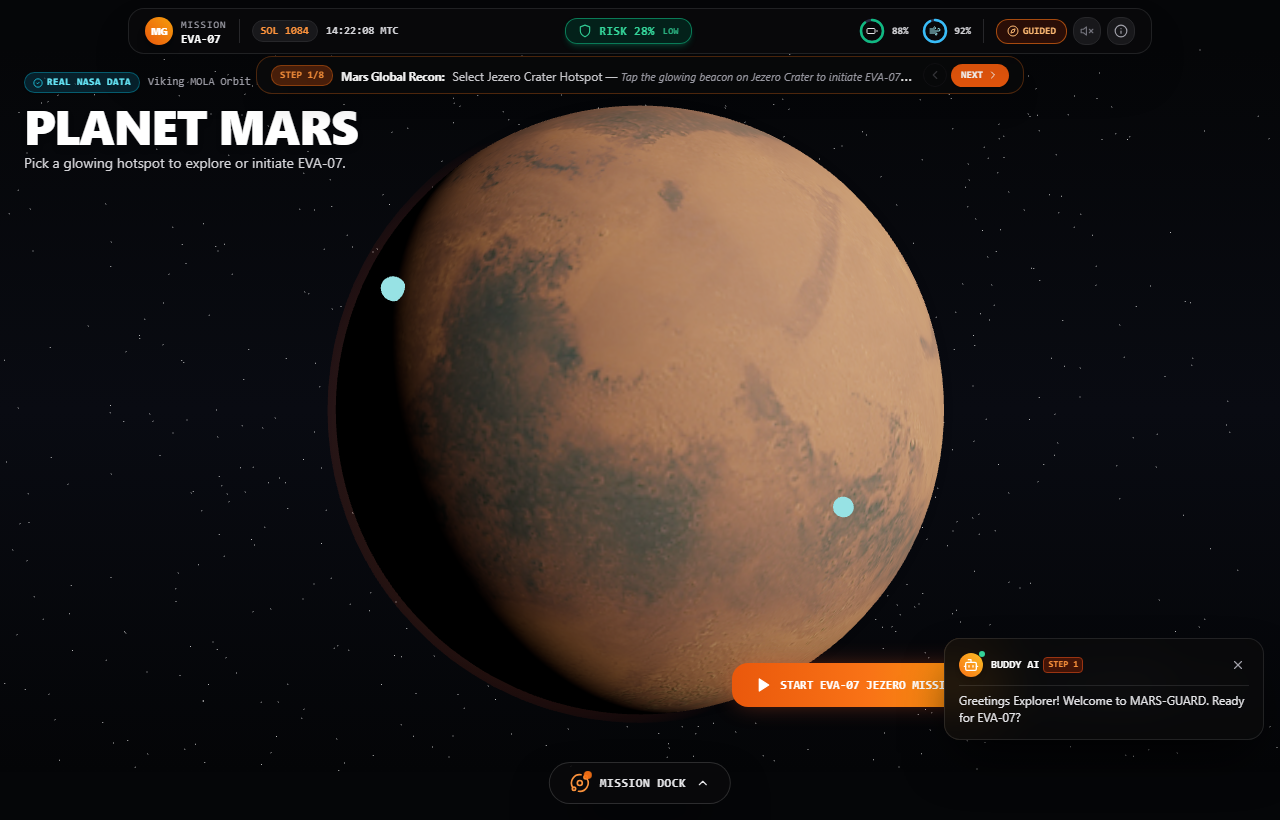 MG
MISSION
EVA-07
SOL 1084
14:22:08 MTC
RISK 28% LOW
88%
92%
GUIDED
REAL NASA DATA
Viking MOLA Orbit
STEP 1/8
Mars Global Recon: Select Jezero Crater Hotspot — Tap the glowing beacon on Jezero Crater to initiate EVA-07...
NEXT
PLANET MARS
Pick a glowing hotspot to explore or initiate EVA-07.
START EVA-07 JEZERO MISSI
BUDDY AI
STEP 1
Greetings Explorer! Welcome to MARS-GUARD. Ready
for EVA-07?
MISSION DOCK